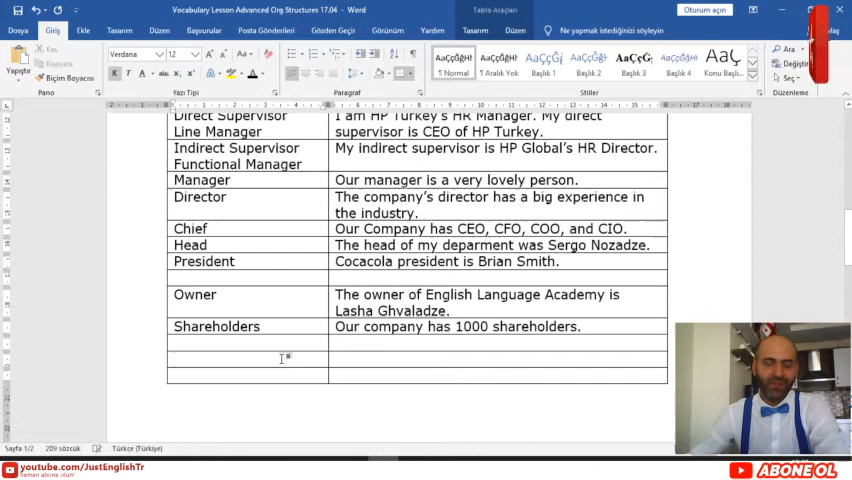 Vocabulary Lesson Advanced Org Structures 17.04 - Word
Tablo Araçları
Oturum açın
Dosya Giriş Ekle Tasarım Düzen Başvurular Posta Gönderileri Gözden Geçir Görünüm Yardım Tasarım Düzen Ne yapmak istediğinizi söyleyin
Yapıştır
Kes
Kopyala
Biçim Boyacısı
Verdana 12
AaÇçĞğH AaÇçĞğH AaÇçĞğ AaÇçĞğ AaÇçĞ AaÇçĞğH AaÇ
¶ Normal ¶ Aralık Yok Başlık 1 Başlık 2 Başlık 3 Başlık 4 Konu Başlı...
Ara
Değiştir
Seç
Pano Yazı Tipi Paragraf Stiller Düzenleme
Direct Supervisor I am HP Turkey's HR Manager. My direct
Line Manager supervisor is CEO of HP Turkey.
Indirect Supervisor My indirect supervisor is HP Global's HR Director.
Functional Manager
Manager Our manager is a very lovely person.
Director The company's director has a big experience in
the industry.
Chief Our Company has CEO, CFO, COO, and CIO.
Head The head of my deparment was Sergo Nozadze.
President Cocacola president is Brian Smith.
Owner The owner of English Language Academy is
Lasha Ghvaladze.
Shareholders Our company has 1000 shareholders.
Sayfa 1/2 209 sözcük Türkçe (Türkiye)
youtube.com/JustEnglishTr
hemen abone olun!
ABONE OL